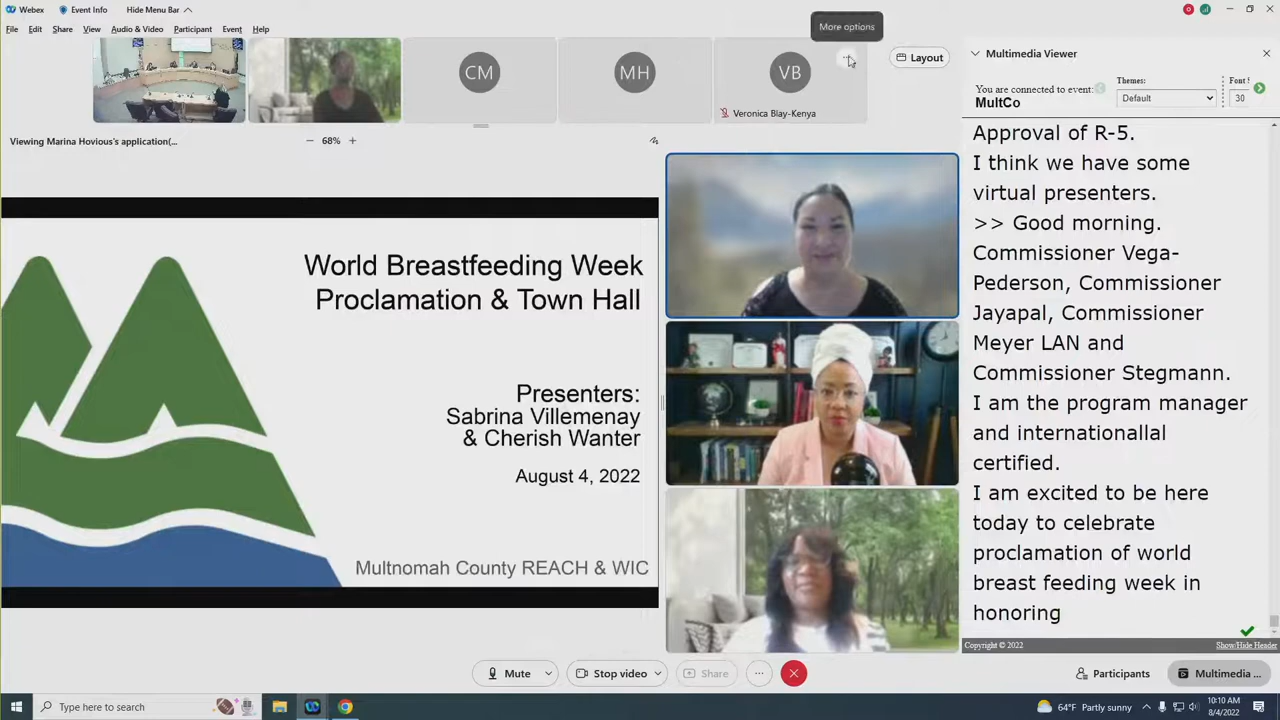 Webex
Event Info
Hide Menu Bar
File
Edit
Share
View
Audio & Video
Participant
Event
Help
More options
CM
MH
VB
Veronica Blay-Kenya
Layout
Viewing Marina Hovious's application(...
68%
World Breastfeeding Week
Proclamation & Town Hall
Presenters:
Sabrina Villemenay
& Cherish Wanter
August 4, 2022
Multnomah County REACH & WIC
Multimedia Viewer
You are connected to event:
MultCo
Themes:
Default
Font S
30
Approval of R-5.
I think we have some
virtual presenters.
>> Good morning.
Commissioner Vega-
Pederson, Commissioner
Jayapal, Commissioner
Meyer LAN and
Commissioner Stegmann.
I am the program manager
and internationallal
certified.
I am excited to be here
today to celebrate
proclamation of world
breast feeding week in
honoring
Copyright © 2022
Show/Hide Header
Mute
Stop video
Share
Participants
Multimedia ...
Type here to search
64°F Partly sunny
10:10 AM
8/4/2022